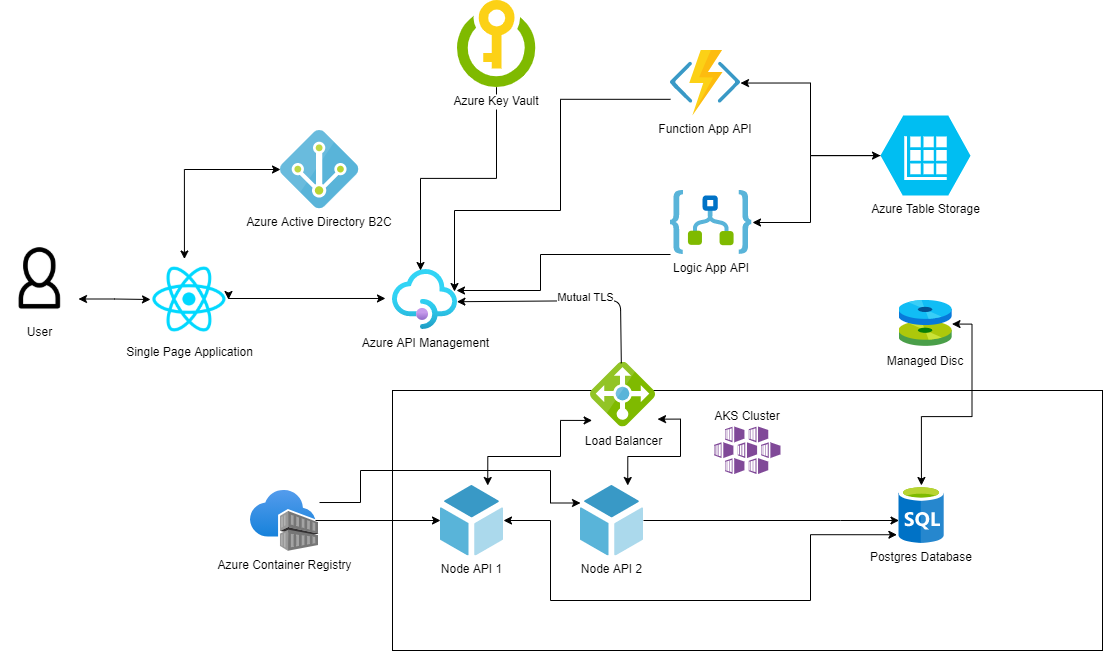 Azure Key Vault
Function App API
Azure Active Directory B2C
Azure Table Storage
Logic App API
Mutual TLS
User
Single Page Application
Azure API Management
Managed Disc
AKS Cluster
Load Balancer
SQL
Azure Container Registry
Node API 1
Node API 2
Postgres Database